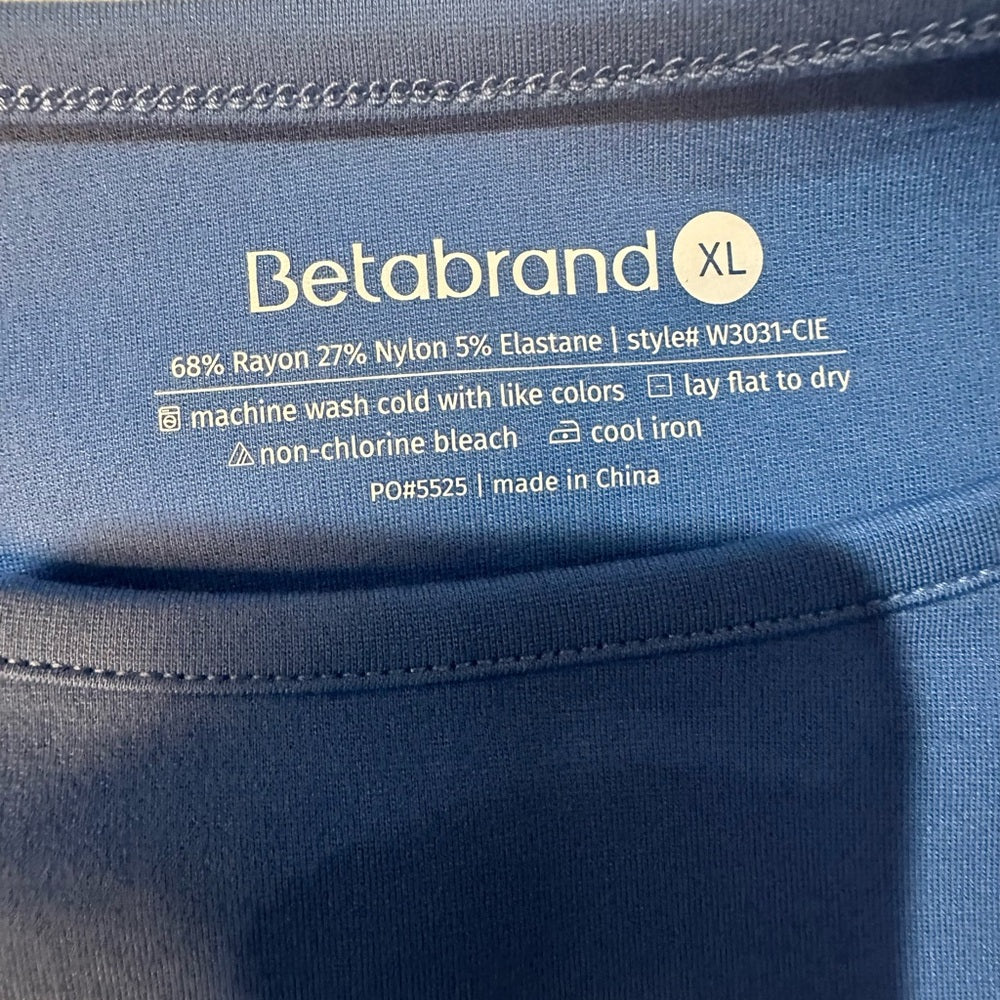 Betabrand XL
68% Rayon 27% Nylon 5% Elastane | style# W3031-CIE
machine wash cold with like colors lay flat to dry
non-chlorine bleach cool iron
PO#5525 | made in China